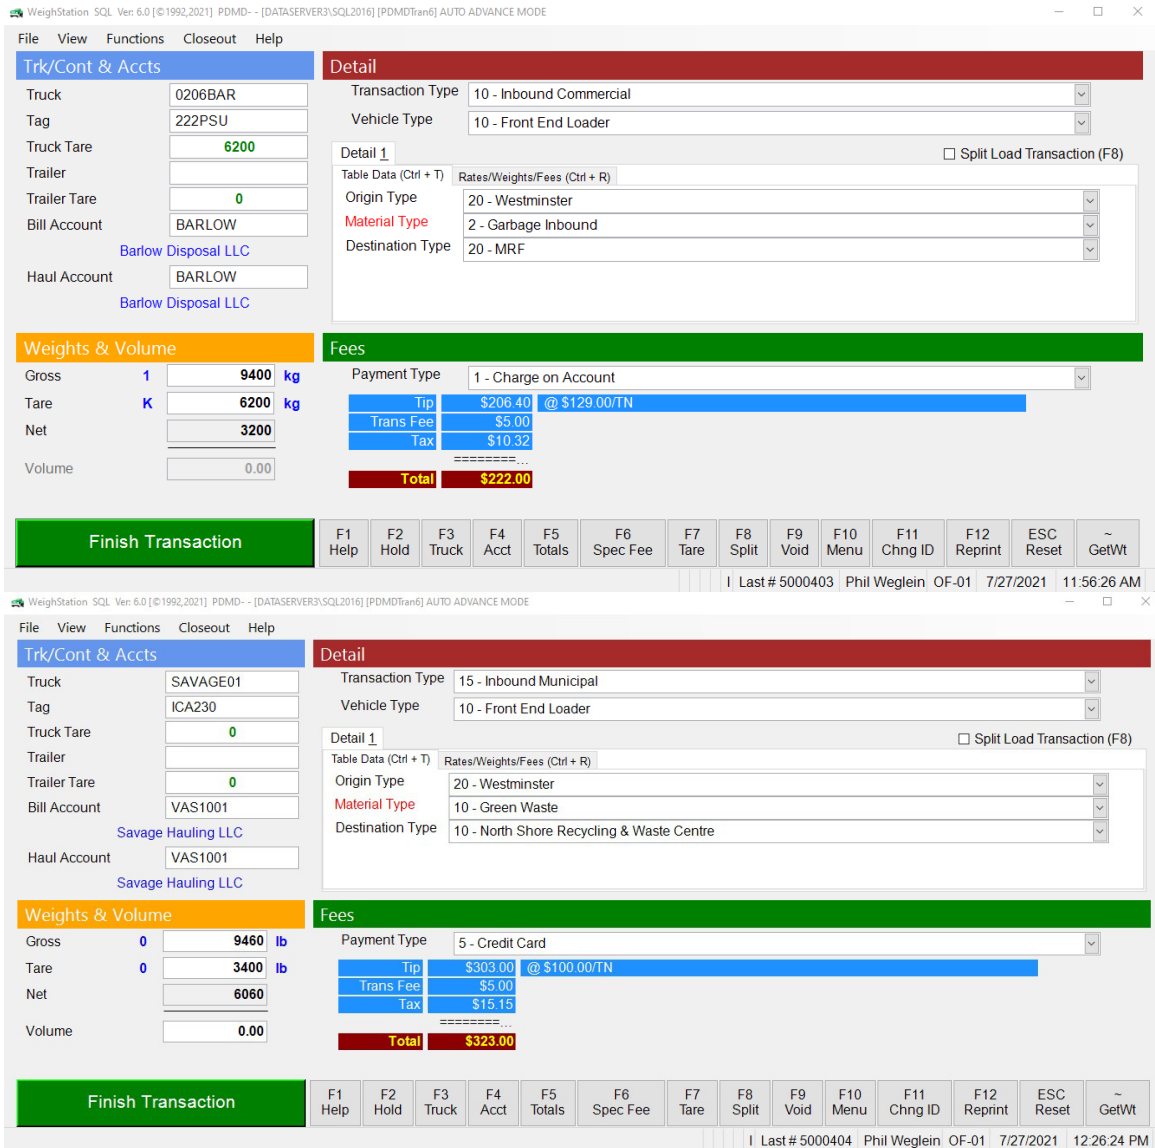 WeighStation SQL Ver: 6.0 [©1992,2021] PDMD- - [DATASERVER3\SQL2016] [PDMDTran6] AUTO ADVANCE MODE
File View Functions Closeout Help
Trk/Cont & Accts
Truck 0206BAR
Tag 222PSU
Truck Tare 6200
Trailer
Trailer Tare 0
Bill Account BARLOW
Barlow Disposal LLC
Haul Account BARLOW
Barlow Disposal LLC
Detail
Transaction Type 10 - Inbound Commercial
Vehicle Type 10 - Front End Loader
Detail 1 Split Load Transaction (F8)
Table Data (Ctrl + T) Rates/Weights/Fees (Ctrl + R)
Origin Type 20 - Westminster
Material Type 2 - Garbage Inbound
Destination Type 20 - MRF
Weights & Volume
Gross 1 9400 kg
Tare K 6200 kg
Net 3200
Volume 0.00
Fees
Payment Type 1 - Charge on Account
Tip $206.40 @ $129.00/TN
Trans Fee $5.00
Tax $10.32
========...
Total $222.00
Finish Transaction
F1 Help
F2 Hold
F3 Truck
F4 Acct
F5 Totals
F6 Spec Fee
F7 Tare
F8 Split
F9 Void
F10 Menu
F11 Chng ID
F12 Reprint
ESC Reset
~ GetWt
I Last # 5000403 Phil Weglein OF-01 7/27/2021 11:56:26 AM
WeighStation SQL Ver: 6.0 [©1992,2021] PDMD- - [DATASERVER3\SQL2016] [PDMDTran6] AUTO ADVANCE MODE
File View Functions Closeout Help
Trk/Cont & Accts
Truck SAVAGE01
Tag ICA230
Truck Tare 0
Trailer
Trailer Tare 0
Bill Account VAS1001
Savage Hauling LLC
Haul Account VAS1001
Savage Hauling LLC
Detail
Transaction Type 15 - Inbound Municipal
Vehicle Type 10 - Front End Loader
Detail 1 Split Load Transaction (F8)
Table Data (Ctrl + T) Rates/Weights/Fees (Ctrl + R)
Origin Type 20 - Westminster
Material Type 10 - Green Waste
Destination Type 10 - North Shore Recycling & Waste Centre
Weights & Volume
Gross 0 9460 lb
Tare 0 3400 lb
Net 6060
Volume 0.00
Fees
Payment Type 5 - Credit Card
Tip $303.00 @ $100.00/TN
Trans Fee $5.00
Tax $15.15
========...
Total $323.00
Finish Transaction
F1 Help
F2 Hold
F3 Truck
F4 Acct
F5 Totals
F6 Spec Fee
F7 Tare
F8 Split
F9 Void
F10 Menu
F11 Chng ID
F12 Reprint
ESC Reset
~ GetWt
I Last # 5000404 Phil Weglein OF-01 7/27/2021 12:26:24 PM